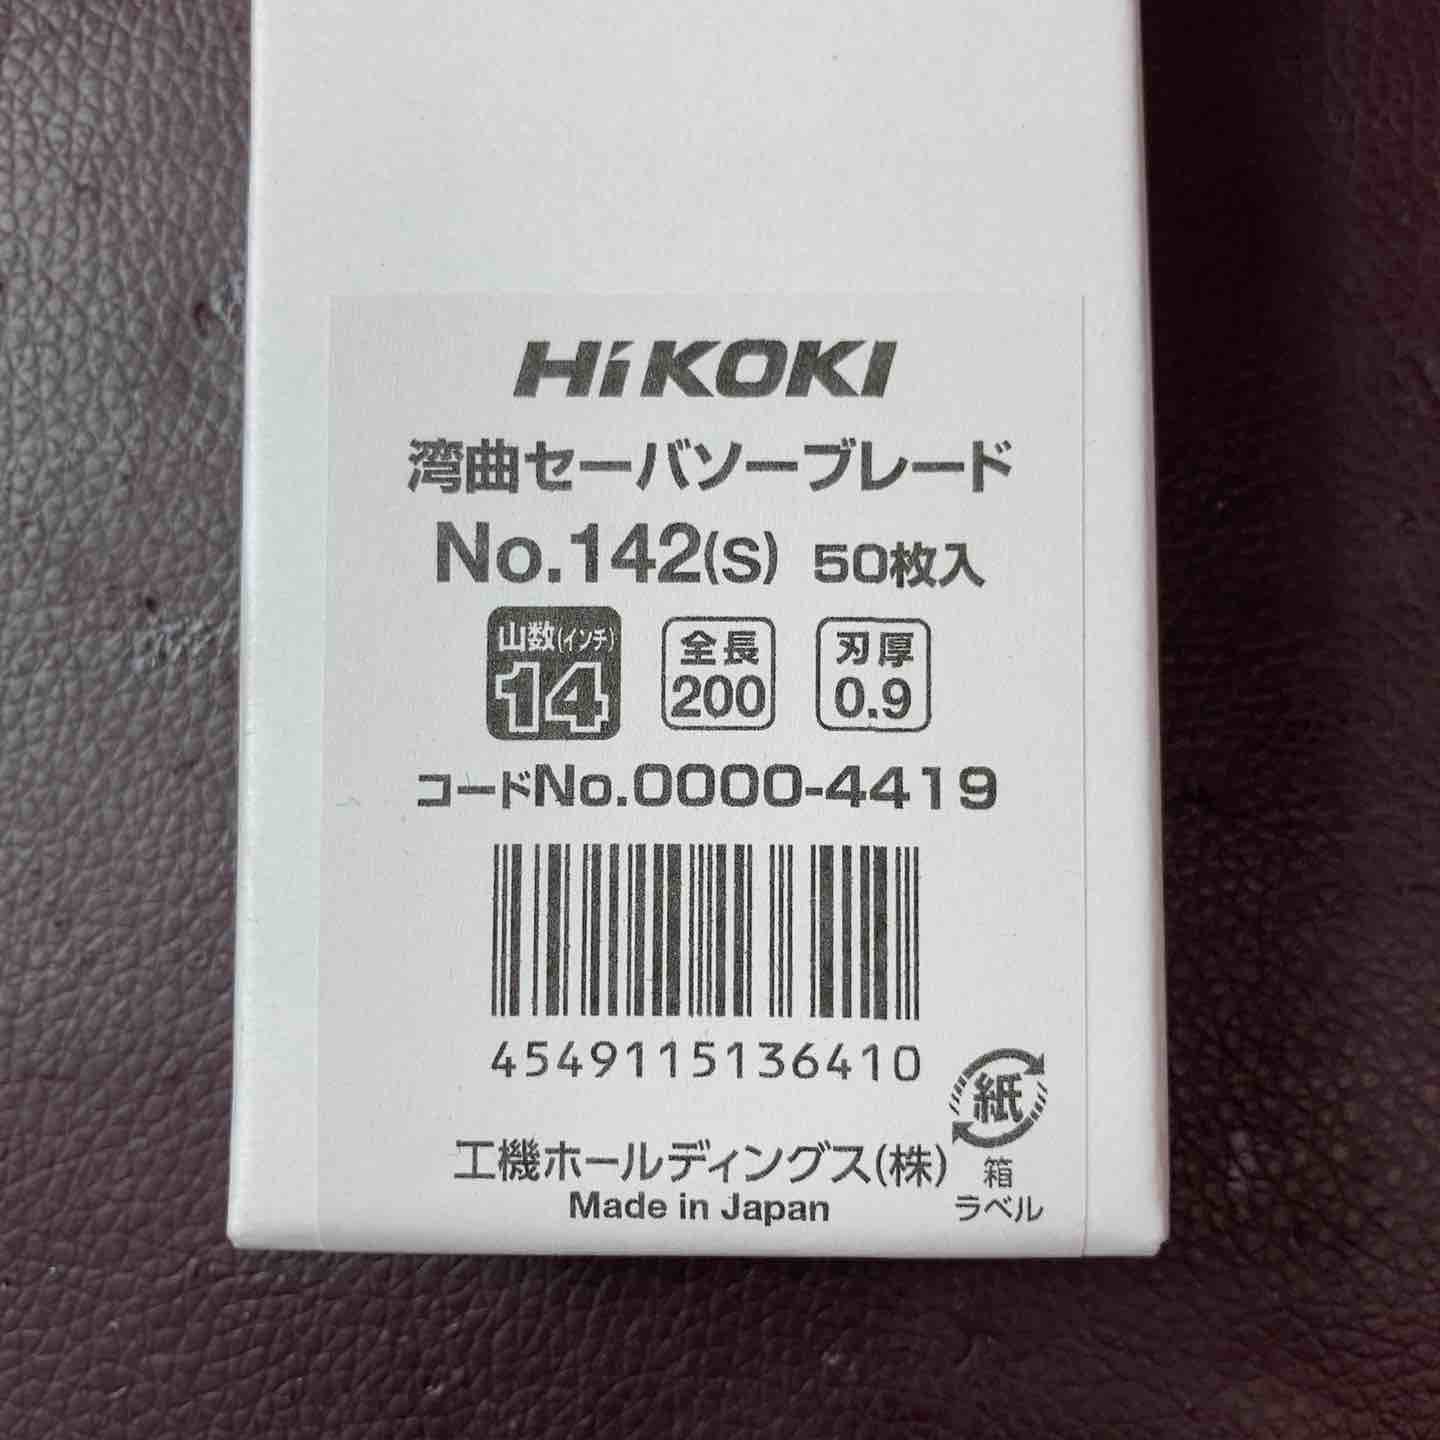 HiKOKI
湾曲セーバソーブレード
No.142(S) 50枚入
山数(インチ) 全長 刃厚
14 200 0.9
コードNo.0000-4419
4549115136410
紙
工機ホールディングス(株) 箱
Made in Japan ラベル